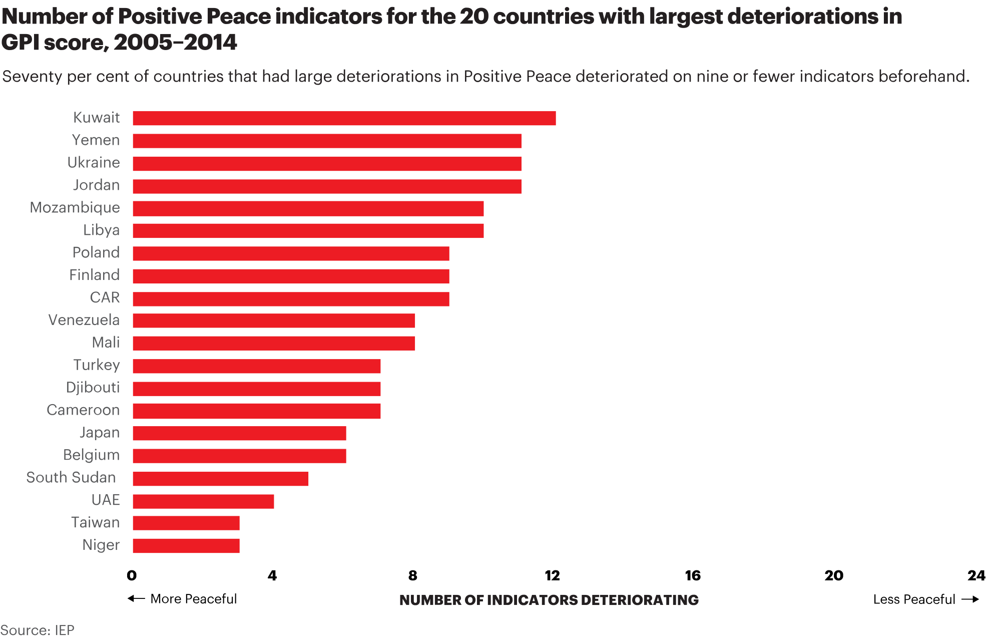 Number of Positive Peace indicators for the 20 countries with largest deteriorations in
GPI score, 2005–2014
Seventy per cent of countries that had large deteriorations in Positive Peace deteriorated on nine or fewer indicators beforehand.
Kuwait
Yemen
Ukraine
Jordan
Mozambique
Libya
Poland
Finland
CAR
Venezuela
Mali
Turkey
Djibouti
Cameroon
Japan
Belgium
South Sudan
UAE
Taiwan
Niger
0 4 8 12 16 20 24
← More Peaceful NUMBER OF INDICATORS DETERIORATING Less Peaceful →
Source: IEP